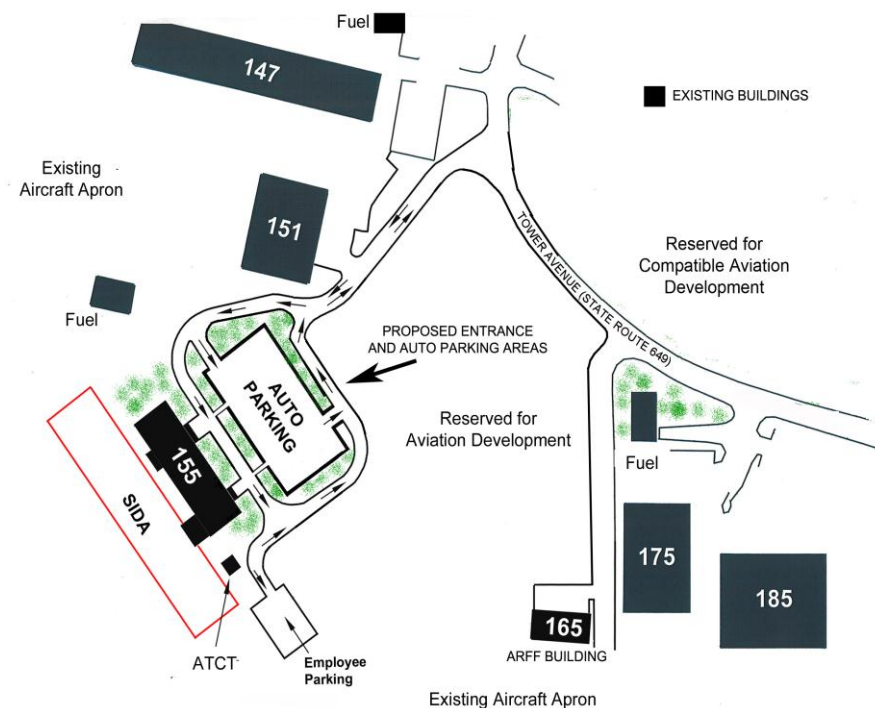 Fuel
147
EXISTING BUILDINGS
Existing
Aircraft Apron
151
TOWER AVENUE (STATE ROUTE 649)
Reserved for
Compatible Aviation
Development
Fuel
PROPOSED ENTRANCE
AND AUTO PARKING AREAS
AUTO
PARKING
Reserved for
Aviation Development
155
SIDA
Fuel
175
185
165
ARFF BUILDING
ATCT
Employee
Parking
Existing Aircraft Apron